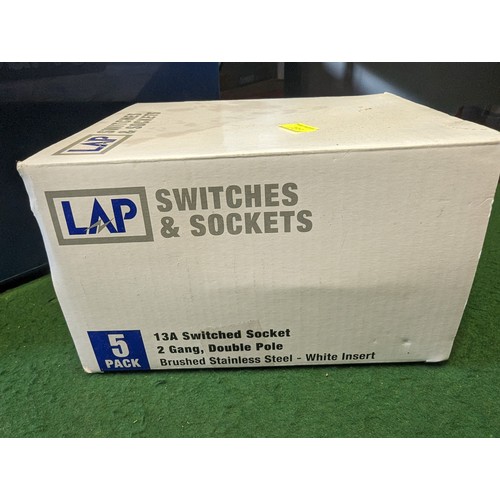 LAP
SWITCHES
& SOCKETS
LAP
SWITCHES
& SOCKETS
5
PACK
13A Switched Socket
2 Gang, Double Pole
Brushed Stainless Steel - White Insert